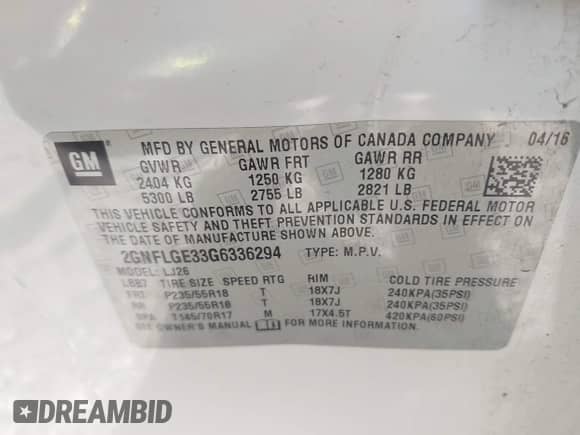 GM
MFD BY GENERAL MOTORS OF CANADA COMPANY 04/16
GVWR GAWR FRT GAWR RR
2404 KG 1250 KG 1280 KG
5300 LB 2755 LB 2821 LB
THIS VEHICLE CONFORMS TO ALL APPLICABLE U.S. FEDERAL MOTOR
VEHICLE SAFETY AND THEFT PREVENTION STANDARDS IN EFFECT ON
THE DATE OF MANUFACTURE SHOWN ABOVE.
2GNFLGE33G6336294 TYPE: M.P.V.
MODEL: LJ26
TIRE SIZE SPEED RTG RIM COLD TIRE PRESSURE
FRT P235/55R18 T 18X7J 240KPA(35PSI)
RR P235/55R18 T 18X7J 240KPA(35PSI)
SPA T145/70R17 M 17X4.5T 420KPA(60PSI)
SEE OWNER'S MANUAL FOR MORE INFORMATION.
DREAMBID